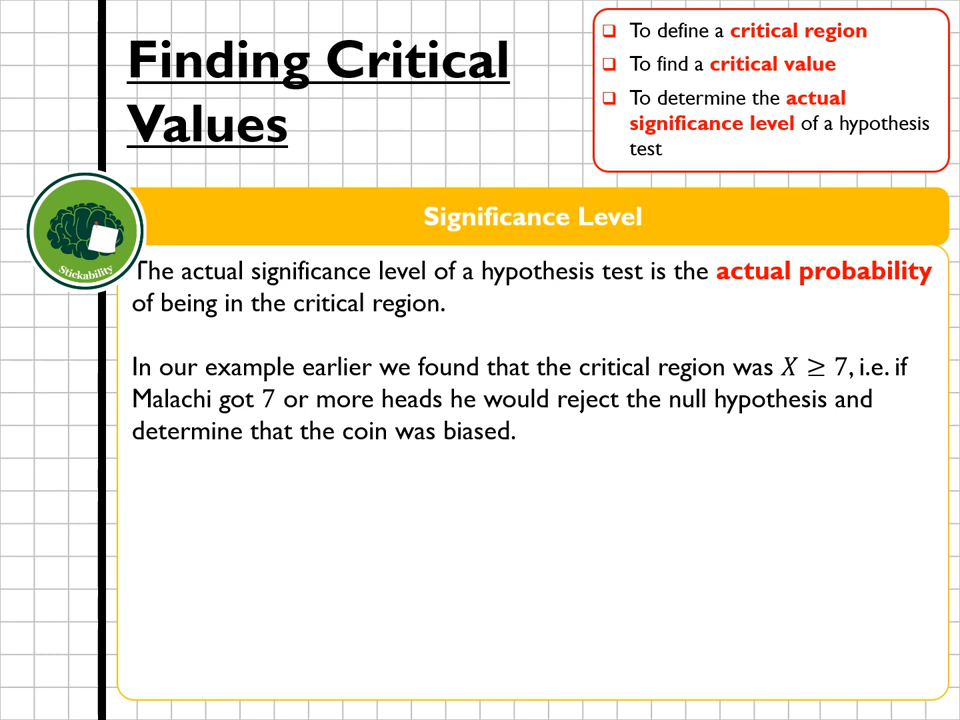 Finding Critical
Values
To define a critical region
To find a critical value
To determine the actual
significance level of a hypothesis
test
Stickability
Significance Level
The actual significance level of a hypothesis test is the actual probability
of being in the critical region.
In our example earlier we found that the critical region was X ≥ 7, i.e. if
Malachi got 7 or more heads he would reject the null hypothesis and
determine that the coin was biased.